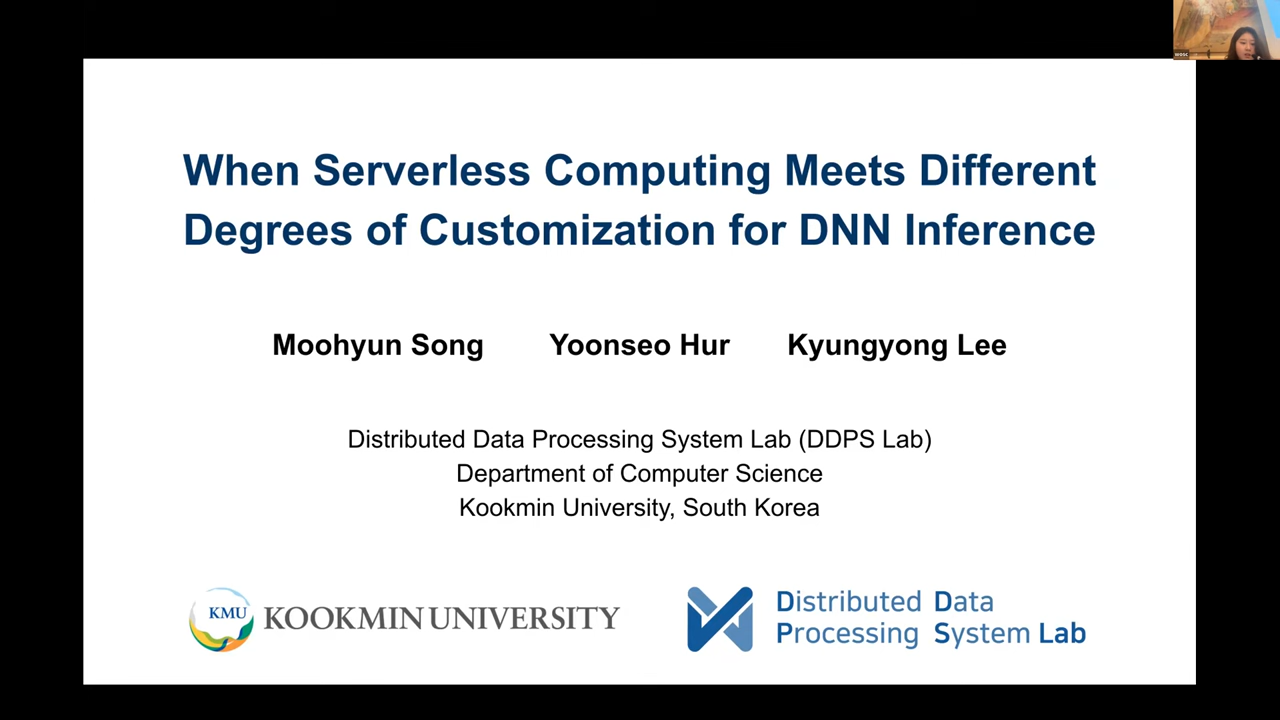 When Serverless Computing Meets Different
Degrees of Customization for DNN Inference
Moohyun Song Yoonseo Hur Kyungyong Lee
Distributed Data Processing System Lab (DDPS Lab)
Department of Computer Science
Kookmin University, South Korea
KMU KOOKMIN UNIVERSITY
Distributed Data
Processing System Lab